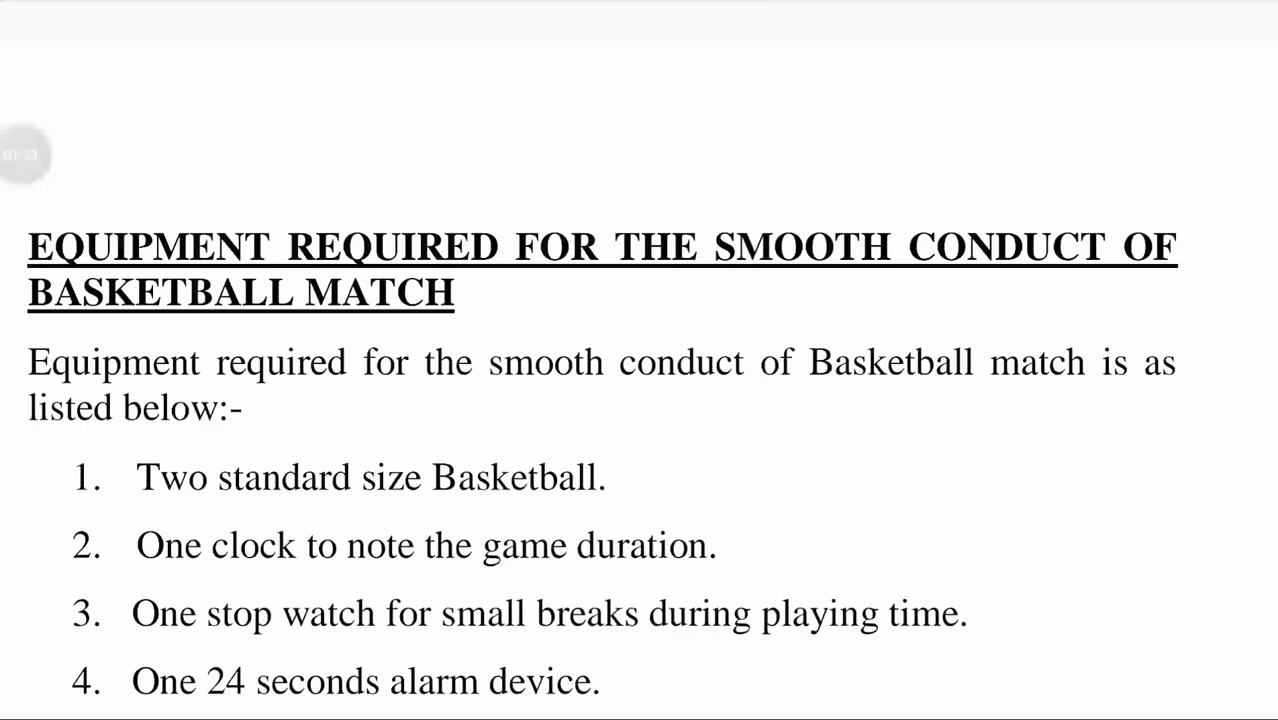 EQUIPMENT REQUIRED FOR THE SMOOTH CONDUCT OF
BASKETBALL MATCH
Equipment required for the smooth conduct of Basketball match is as
listed below:-
1. Two standard size Basketball.
2. One clock to note the game duration.
3. One stop watch for small breaks during playing time.
4. One 24 seconds alarm device.